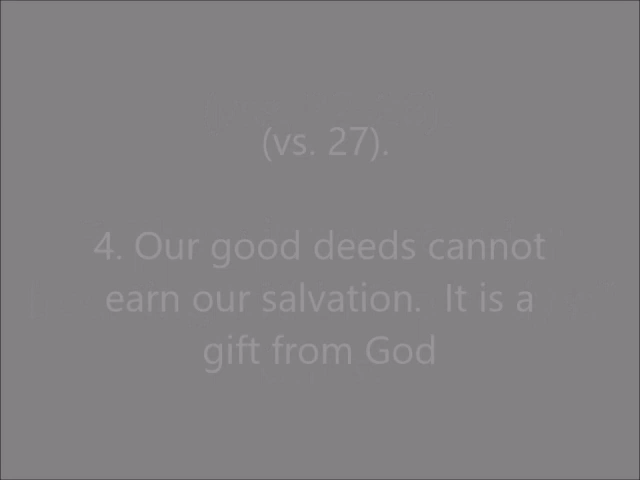 (vs. 27).
4. Our good deeds cannot
earn our salvation.  It is a
gift from God